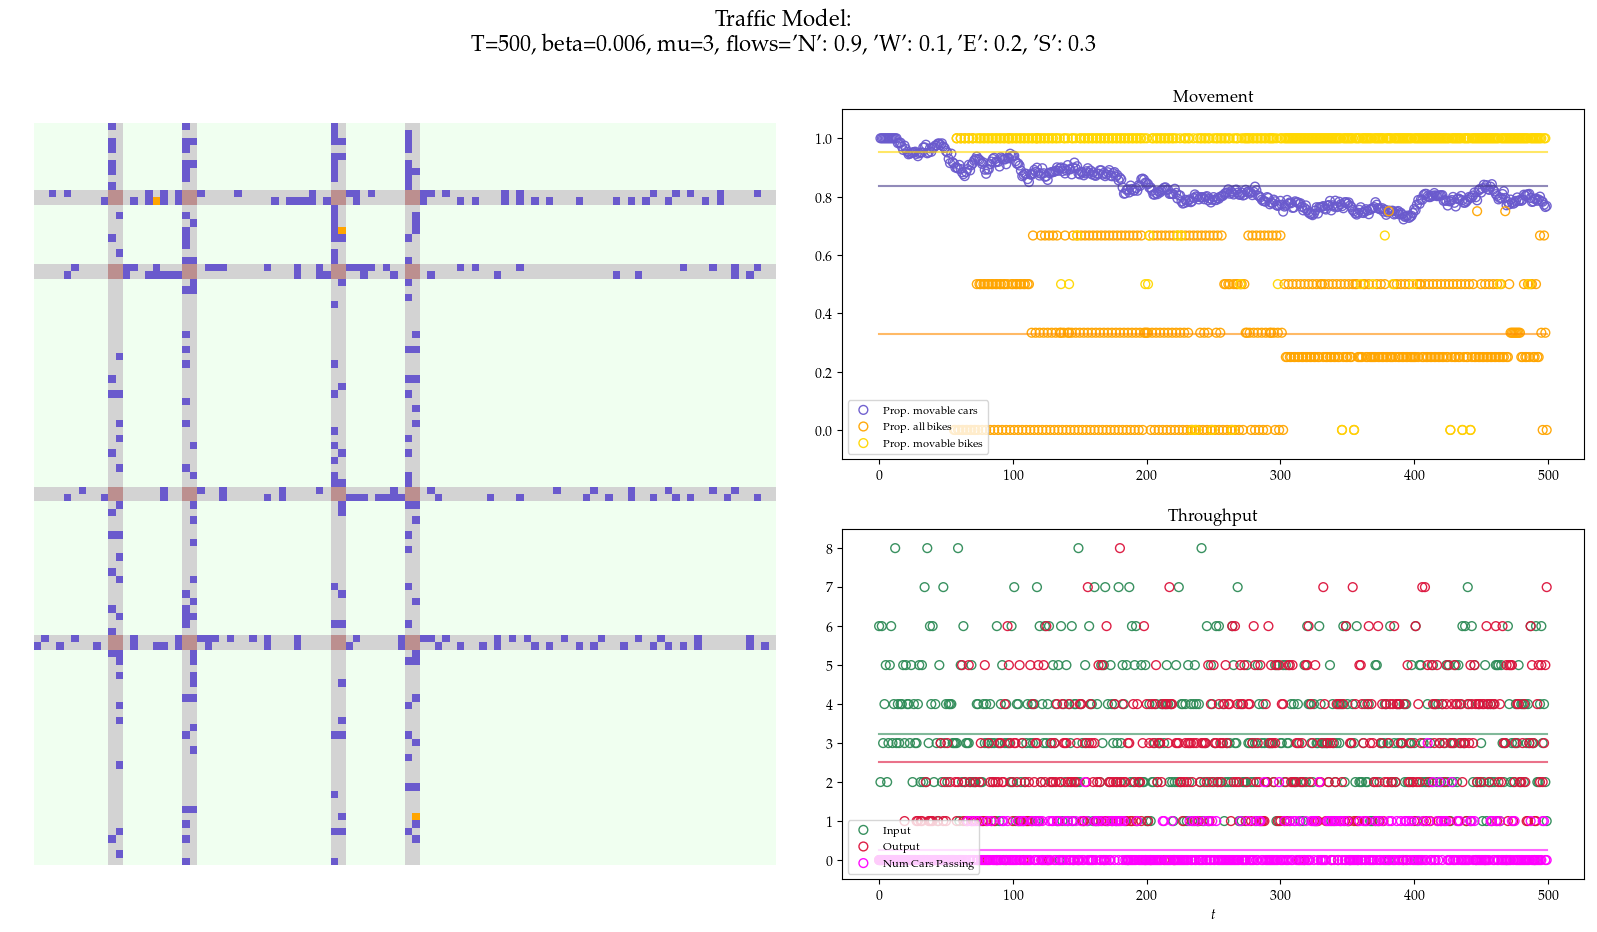 Traffic Model:
T=500, beta=0.006, mu=3, flows=’N’: 0.9, ’W’: 0.1, ’E’: 0.2, ’S’: 0.3
Movement
1.0
0.8
0.6
0.4
0.2
0.0
Prop. movable cars
Prop. all bikes
Prop. movable bikes
0 100 200 300 400 500
Throughput
8
7
6
5
4
3
2
1
0
Input
Output
Num Cars Passing
0 100 200 300 400 500
t